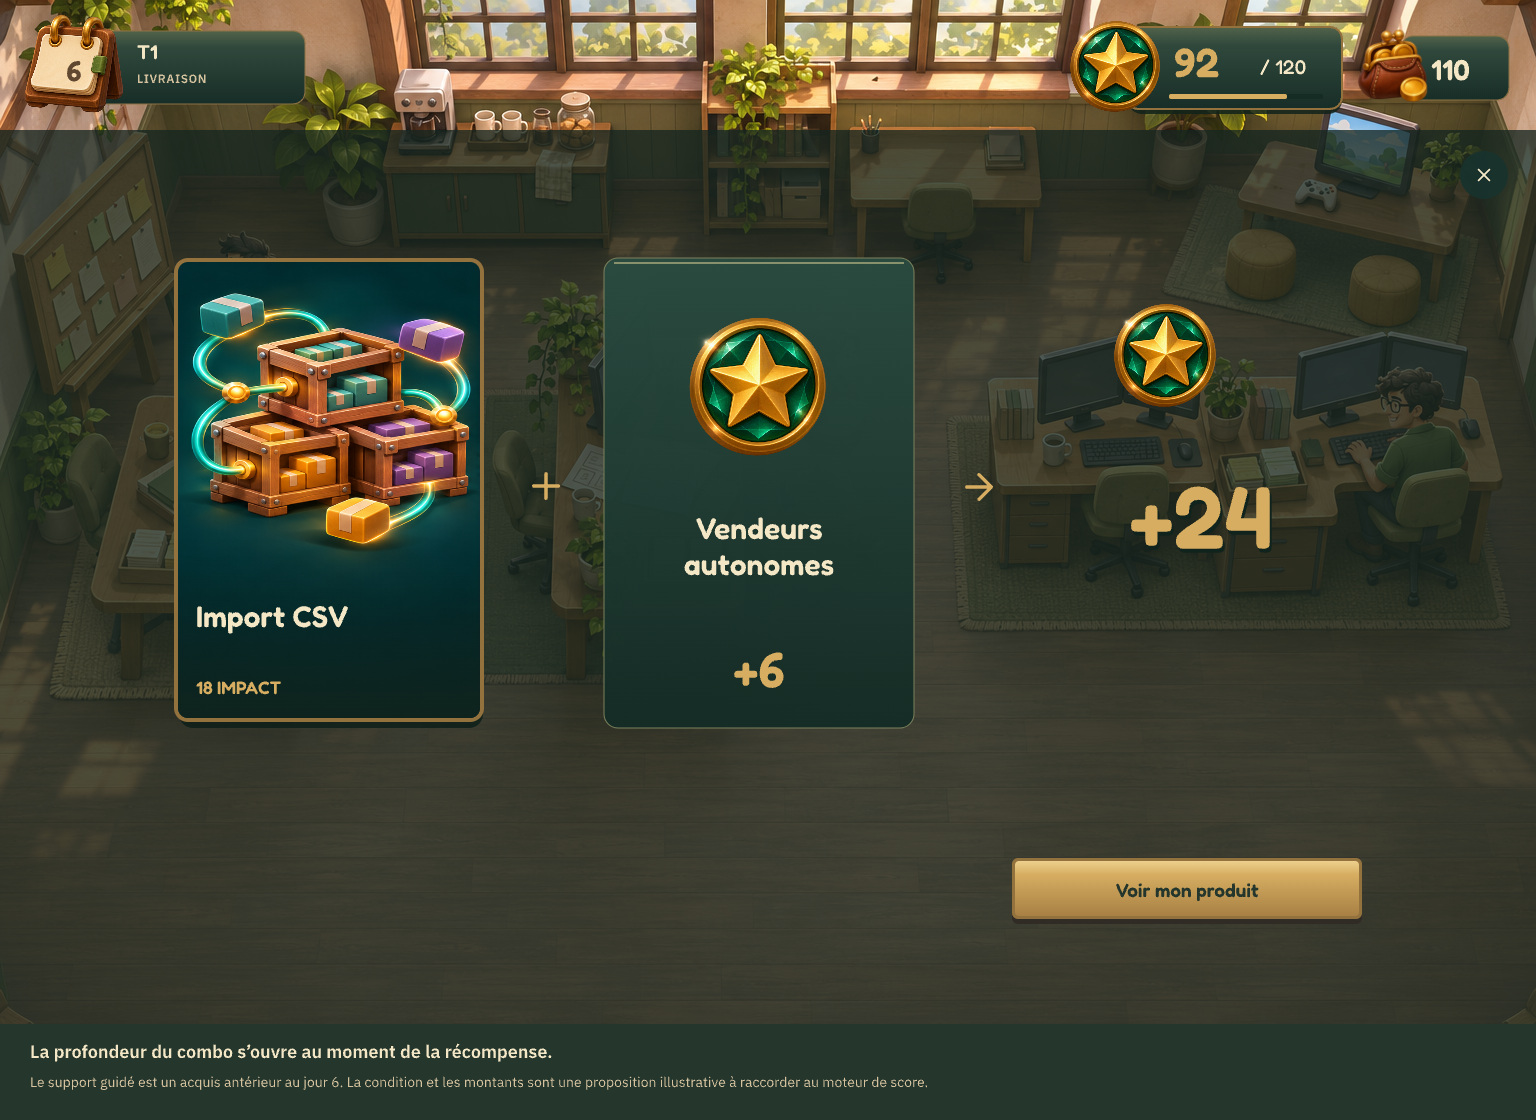 6
T1
LIVRAISON
92 / 120
110
Import CSV
18 IMPACT
Vendeurs
autonomes
+6
+24
Voir mon produit
La profondeur du combo s’ouvre au moment de la récompense.
Le support guidé est un acquis antérieur au jour 6. La condition et les montants sont une proposition illustrative à raccorder au moteur de score.